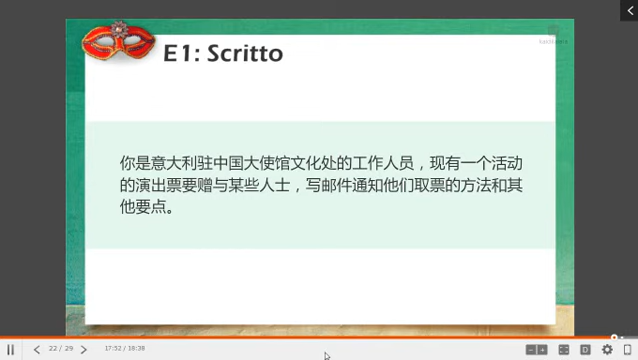 E1: Scritto
你是意大利驻中国大使馆文化处的工作人员，现有一个活动
的演出票要赠与某些人士，写邮件通知他们取票的方法和其
他要点。
22 / 29
17:52 / 18:38
D